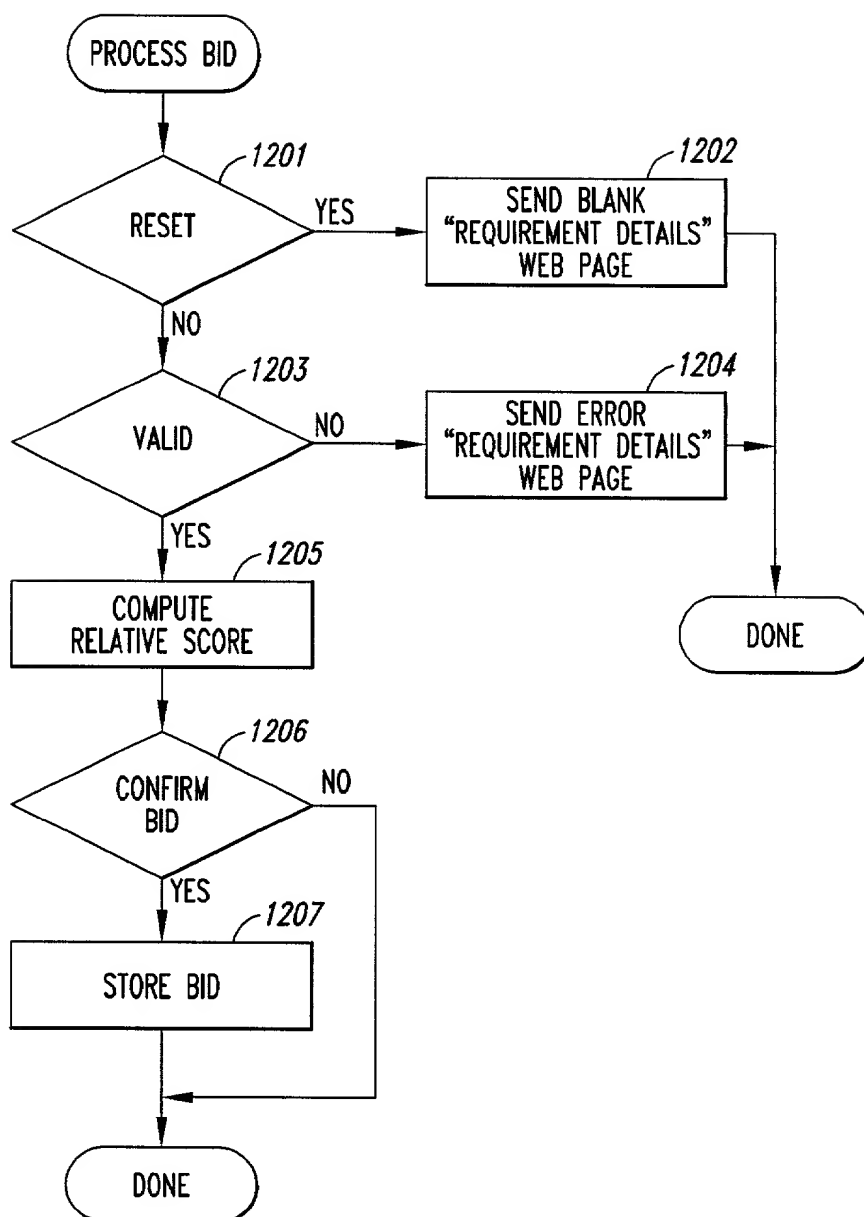 PROCESS BID
1201
RESET
YES
NO
1202
SEND BLANK
"REQUIREMENT DETAILS"
WEB PAGE
1203
VALID
NO
YES
1204
SEND ERROR
"REQUIREMENT DETAILS"
WEB PAGE
1205
COMPUTE
RELATIVE SCORE
DONE
1206
CONFIRM
BID
NO
YES
1207
STORE BID
DONE